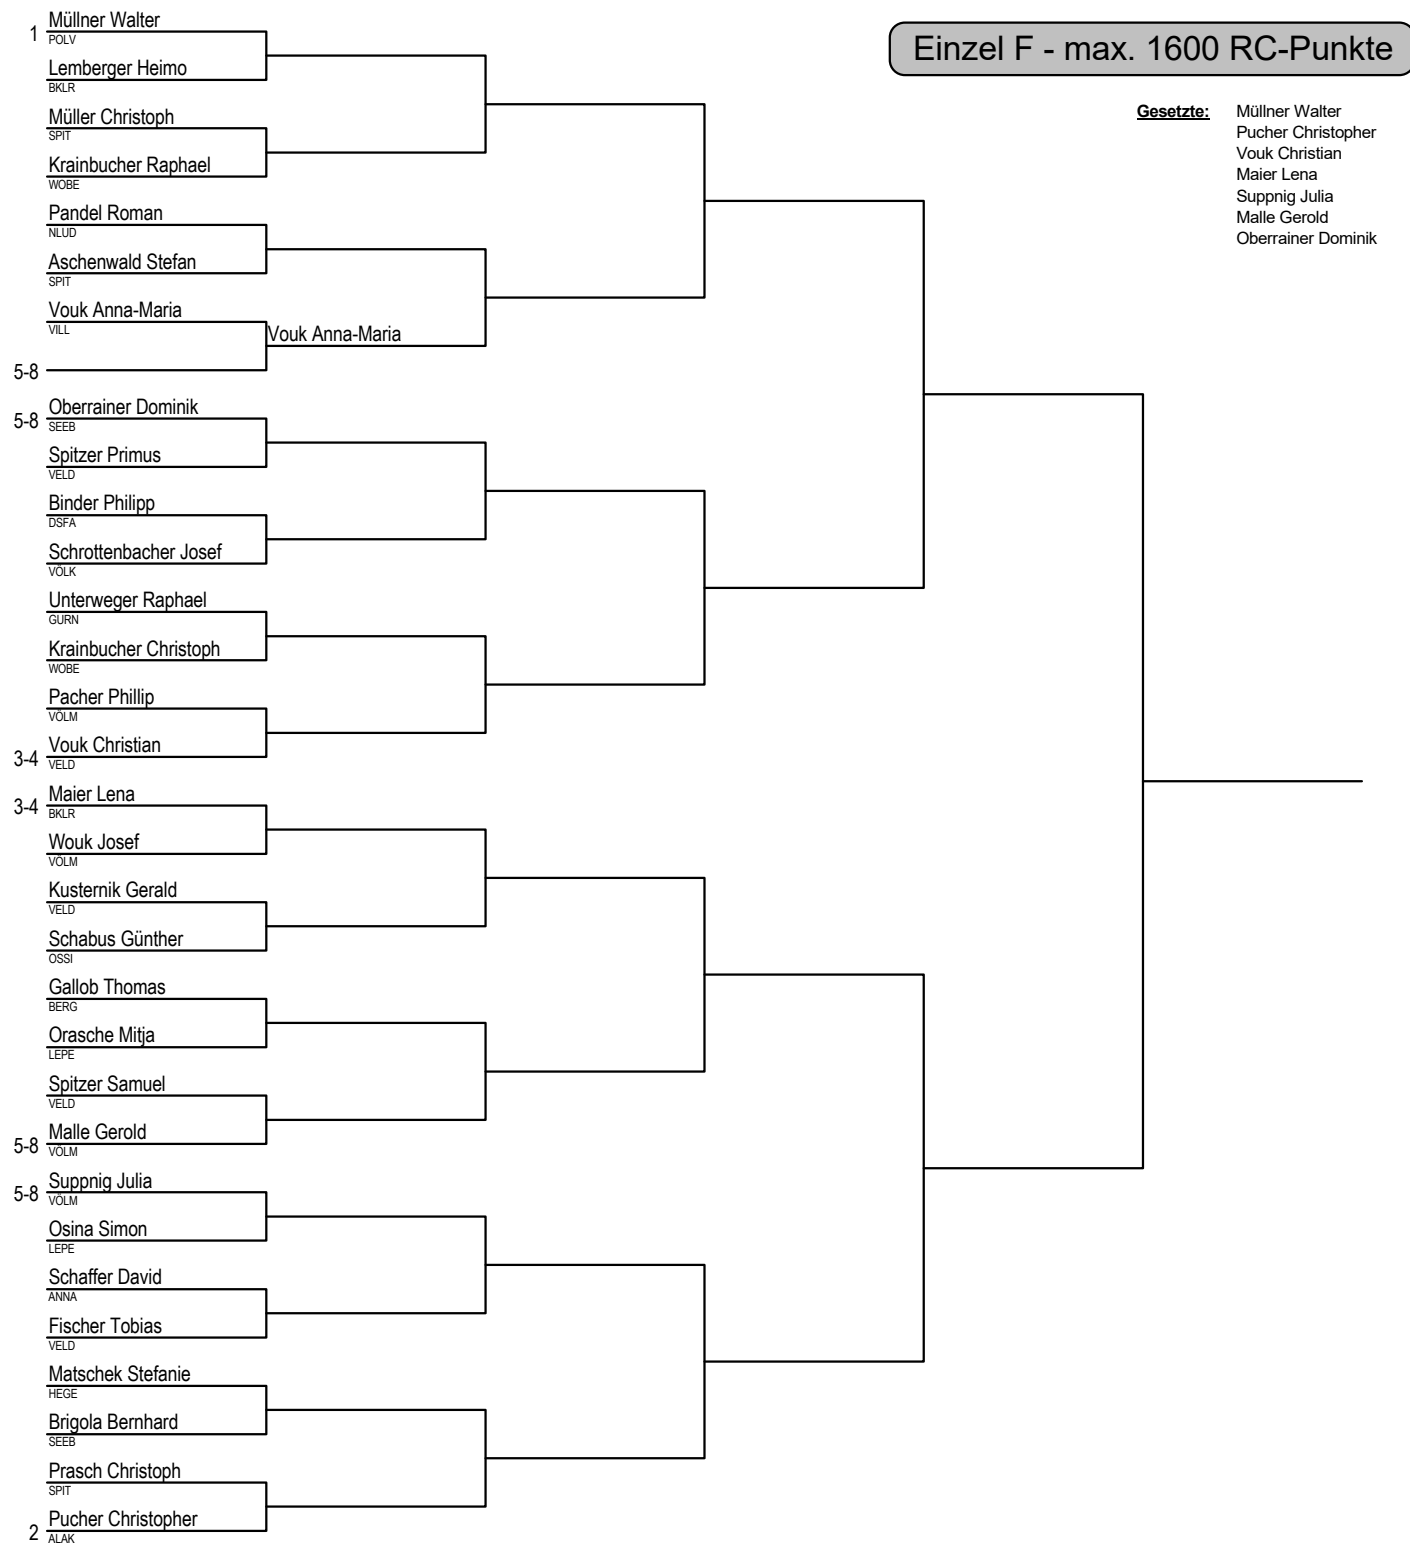 Einzel F - max. 1600 RC-Punkte
Gesetzte: Müllner Walter
Pucher Christopher
Vouk Christian
Maier Lena
Suppnig Julia
Malle Gerold
Oberrainer Dominik
1 Müllner Walter
POLV
Lemberger Heimo
BKLR
Müller Christoph
SPIT
Krainbucher Raphael
WOBE
Pandel Roman
NLUD
Aschenwald Stefan
SPIT
Vouk Anna-Maria
VILL
Vouk Anna-Maria
5-8
5-8 Oberrainer Dominik
SEEB
Spitzer Primus
VELD
Binder Philipp
DSFA
Schrottenbacher Josef
VÖLK
Unterweger Raphael
GURN
Krainbucher Christoph
WOBE
Pacher Phillip
VÖLM
3-4 Vouk Christian
VELD
3-4 Maier Lena
BKLR
Wouk Josef
VÖLM
Kusternik Gerald
VELD
Schabus Günther
OSSI
Gallob Thomas
BERG
Orasche Mitja
LEPE
Spitzer Samuel
VELD
5-8 Malle Gerold
VÖLM
5-8 Suppnig Julia
VÖLM
Osina Simon
LEPE
Schaffer David
ANNA
Fischer Tobias
VELD
Matschek Stefanie
HEGE
Brigola Bernhard
SEEB
Prasch Christoph
SPIT
2 Pucher Christopher
ALAK